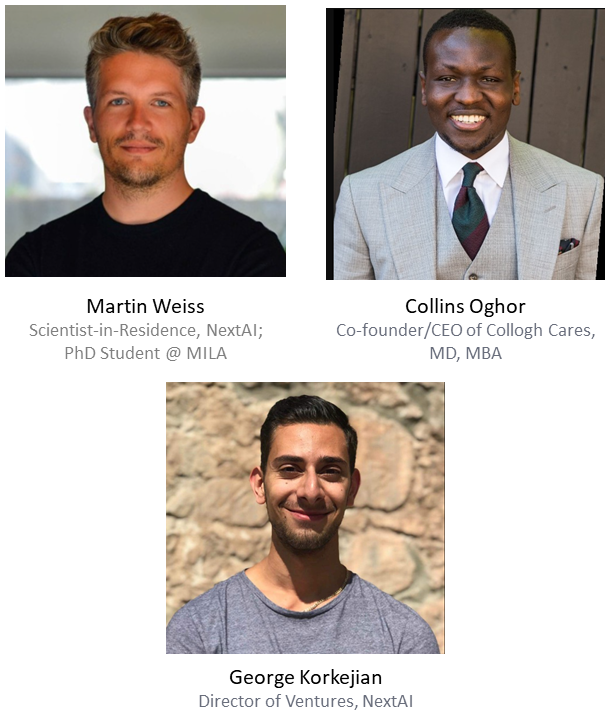 Martin Weiss
Scientist-in-Residence, NextAI;
PhD Student @ MILA
Collins Oghor
Co-founder/CEO of Collogh Cares,
MD, MBA
George Korkejian
Director of Ventures, NextAI